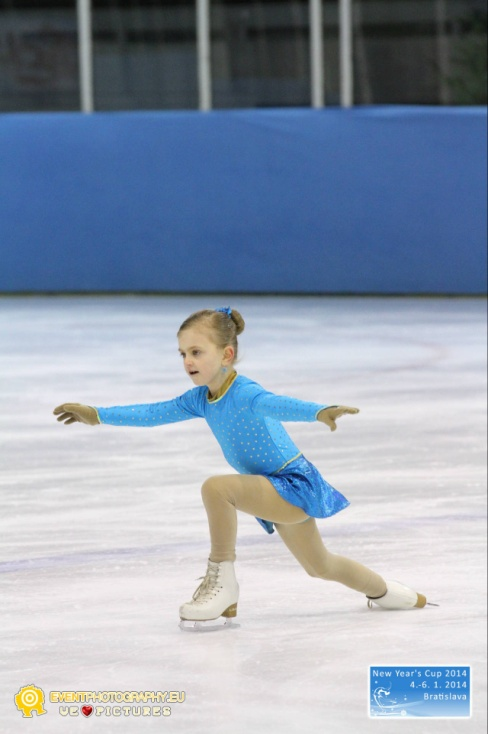 New Year's Cup 2014
4.-6. 1. 2014
Bratislava
EVENTPHOTOGRAPHY.EU
WE PICTURES